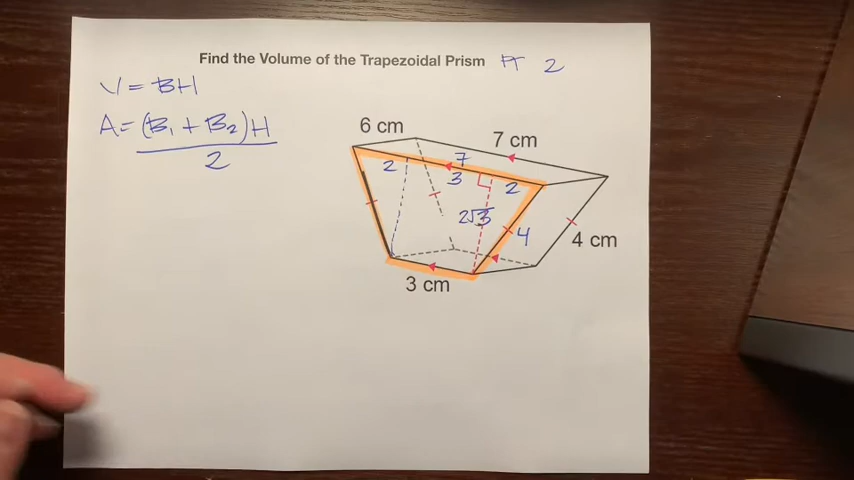 Find the Volume of the Trapezoidal Prism PT 2
V = BH
A = (B₁ + B₂)H
2
6 cm
7 cm
7
2
3
2
2√3
4
4 cm
3 cm